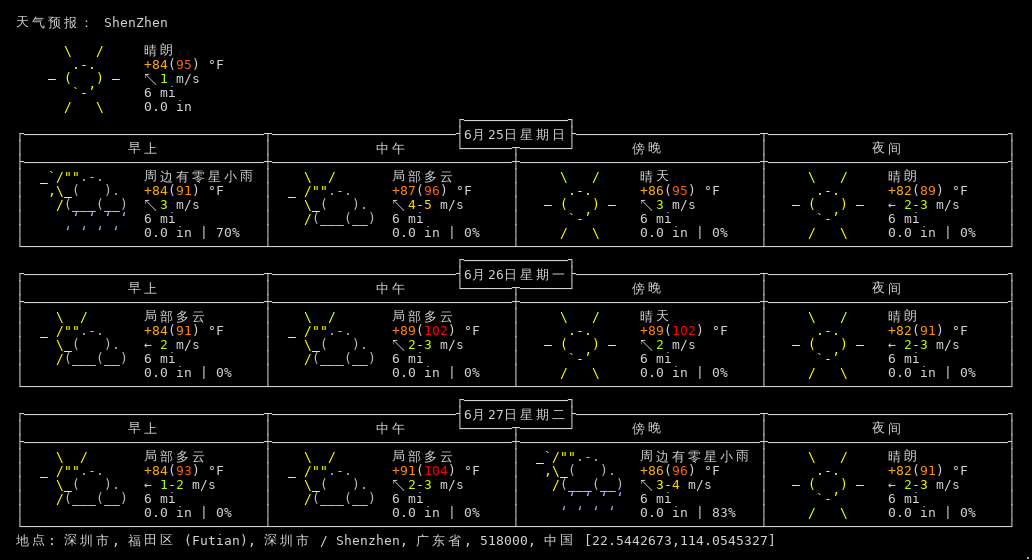 天气预报： ShenZhen
晴朗
+84(95) °F
↖ 1 m/s
6 mi
0.0 in
6月25日星期日
早上 中午 傍晚 夜间
周边有零星小雨 局部多云 晴天 晴朗
+84(91) °F +87(96) °F +86(95) °F +82(89) °F
↖ 3 m/s ↖ 4-5 m/s ↖ 3 m/s ← 2-3 m/s
6 mi 6 mi 6 mi 6 mi
0.0 in | 70% 0.0 in | 0% 0.0 in | 0% 0.0 in | 0%
6月26日星期一
早上 中午 傍晚 夜间
局部多云 局部多云 晴天 晴朗
+84(91) °F +89(102) °F +89(102) °F +82(91) °F
← 2 m/s ↖ 2-3 m/s ↖ 2 m/s ← 2-3 m/s
6 mi 6 mi 6 mi 6 mi
0.0 in | 0% 0.0 in | 0% 0.0 in | 0% 0.0 in | 0%
6月27日星期二
早上 中午 傍晚 夜间
局部多云 局部多云 周边有零星小雨 晴朗
+84(93) °F +91(104) °F +86(96) °F +82(91) °F
← 1-2 m/s ↖ 2-3 m/s ↖ 3-4 m/s ← 2-3 m/s
6 mi 6 mi 6 mi 6 mi
0.0 in | 0% 0.0 in | 0% 0.0 in | 83% 0.0 in | 0%
地点: 深圳市, 福田区 (Futian), 深圳市 / Shenzhen, 广东省, 518000, 中国 [22.5442673,114.0545327]